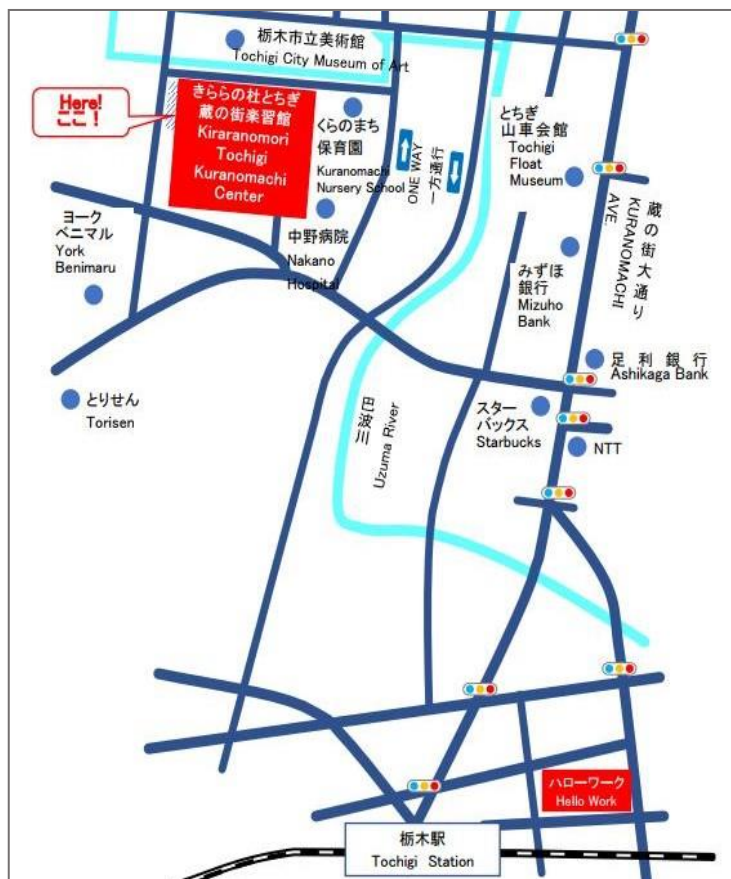 栃木市立美術館
Tochigi City Museum of Art
Here!
ここ！
きららの杜とちぎ
蔵の街楽習館
Kiraranomori
Tochigi
Kuranomachi
Center
くらのまち
保育園
Kuranomachi
Nursery School
ONE WAY
一方通行
とちぎ
山車会館
Tochigi
Float
Museum
蔵の街大通り
KURANOMACHI
AVE.
ヨーク
ベニマル
York
Benimaru
中野病院
Nakano
Hospital
みずほ
銀行
Mizuho
Bank
足利銀行
Ashikaga Bank
とりせん
Torisen
巴波川
Uzuma River
スター
バックス
Starbucks
NTT
ハローワーク
Hello Work
栃木駅
Tochigi Station